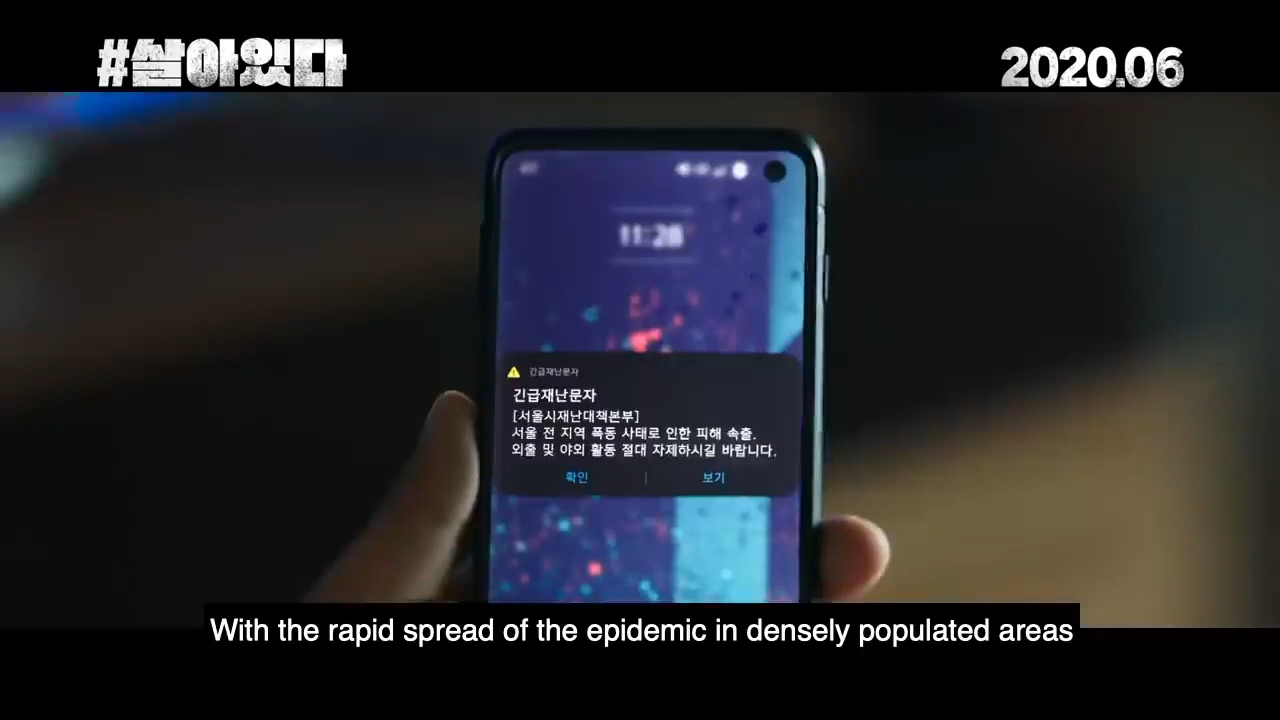 #살아있다
2020.06
11:28
긴급재난문자
긴급재난문자
[서울시재난대책본부]
서울 전 지역 폭동 사태로 인한 피해 속출.
외출 및 야외 활동 절대 자제하시길 바랍니다.
확인 | 보기
With the rapid spread of the epidemic in densely populated areas